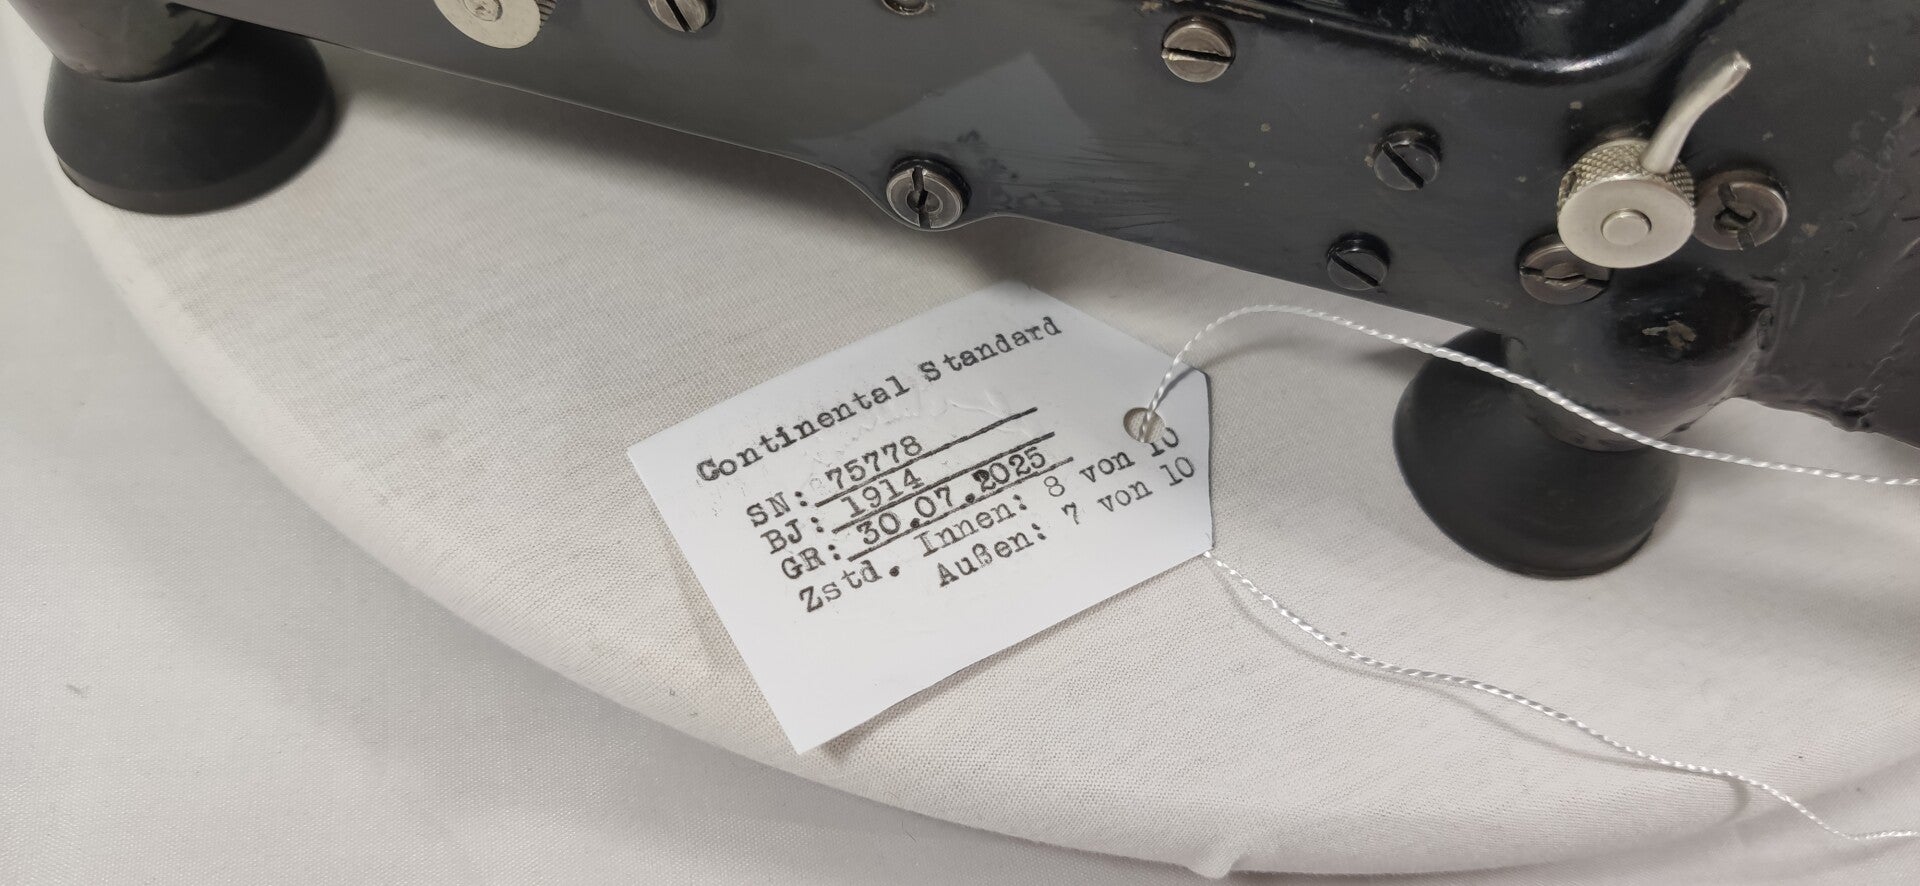 Continental Standard
SN: 75778
BJ: 1914
GR: 30.07.2025
Zstd. Innen: 8 von 10
Außen: 7 von 10